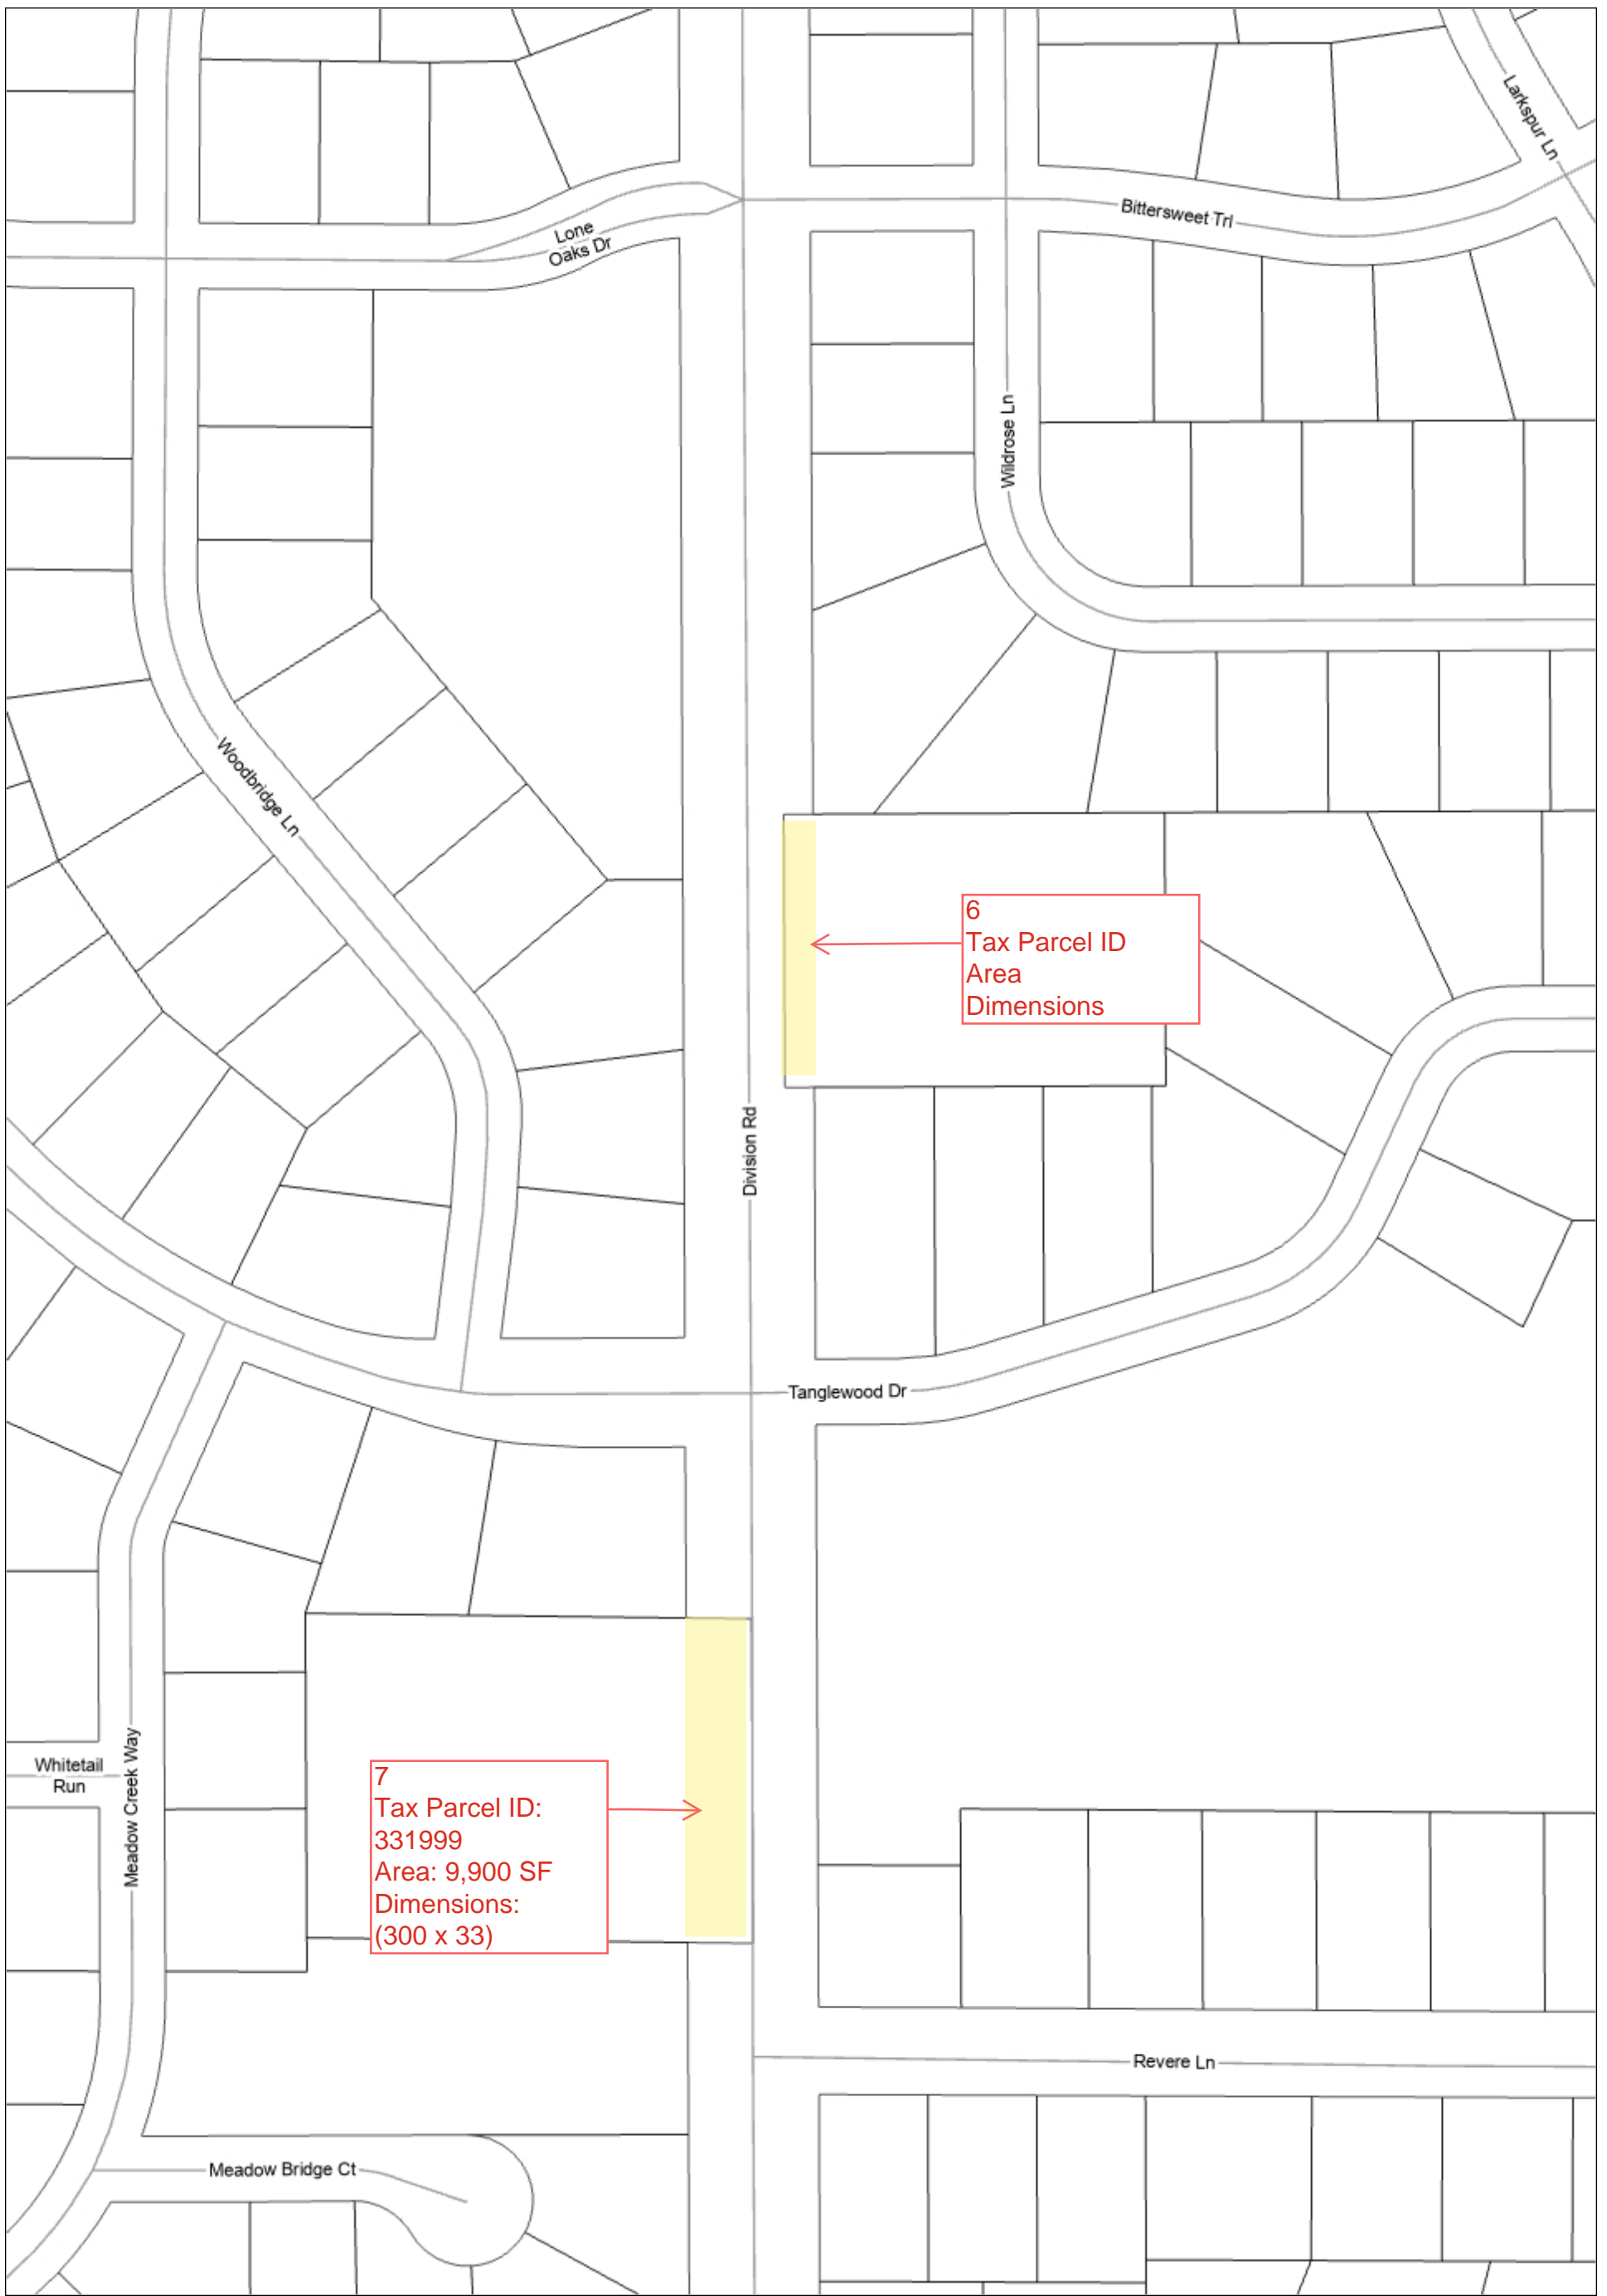 Larkspur Ln
Bittersweet Trl
Lone
Oaks Dr
Wildrose Ln
Woodbridge Ln
6
Tax Parcel ID
Area
Dimensions
Division Rd
Tanglewood Dr
Whitetail
Run
Meadow Creek Way
7
Tax Parcel ID:
331999
Area: 9,900 SF
Dimensions:
(300 x 33)
Revere Ln
Meadow Bridge Ct